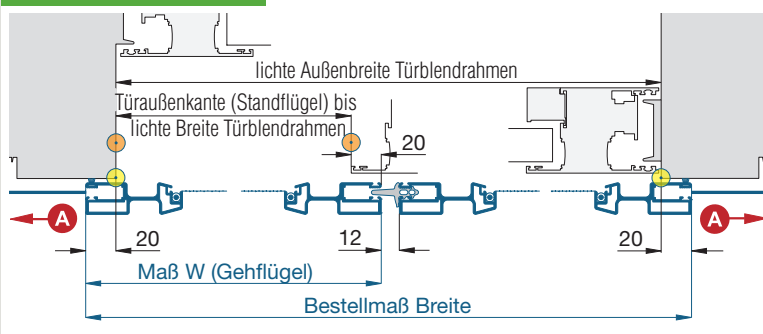 lichte Außenbreite Türblendrahmen
Türaußenkante (Standflügel) bis
lichte Breite Türblendrahmen
20
A
A
20
12
20
Maß W (Gehflügel)
Bestellmaß Breite